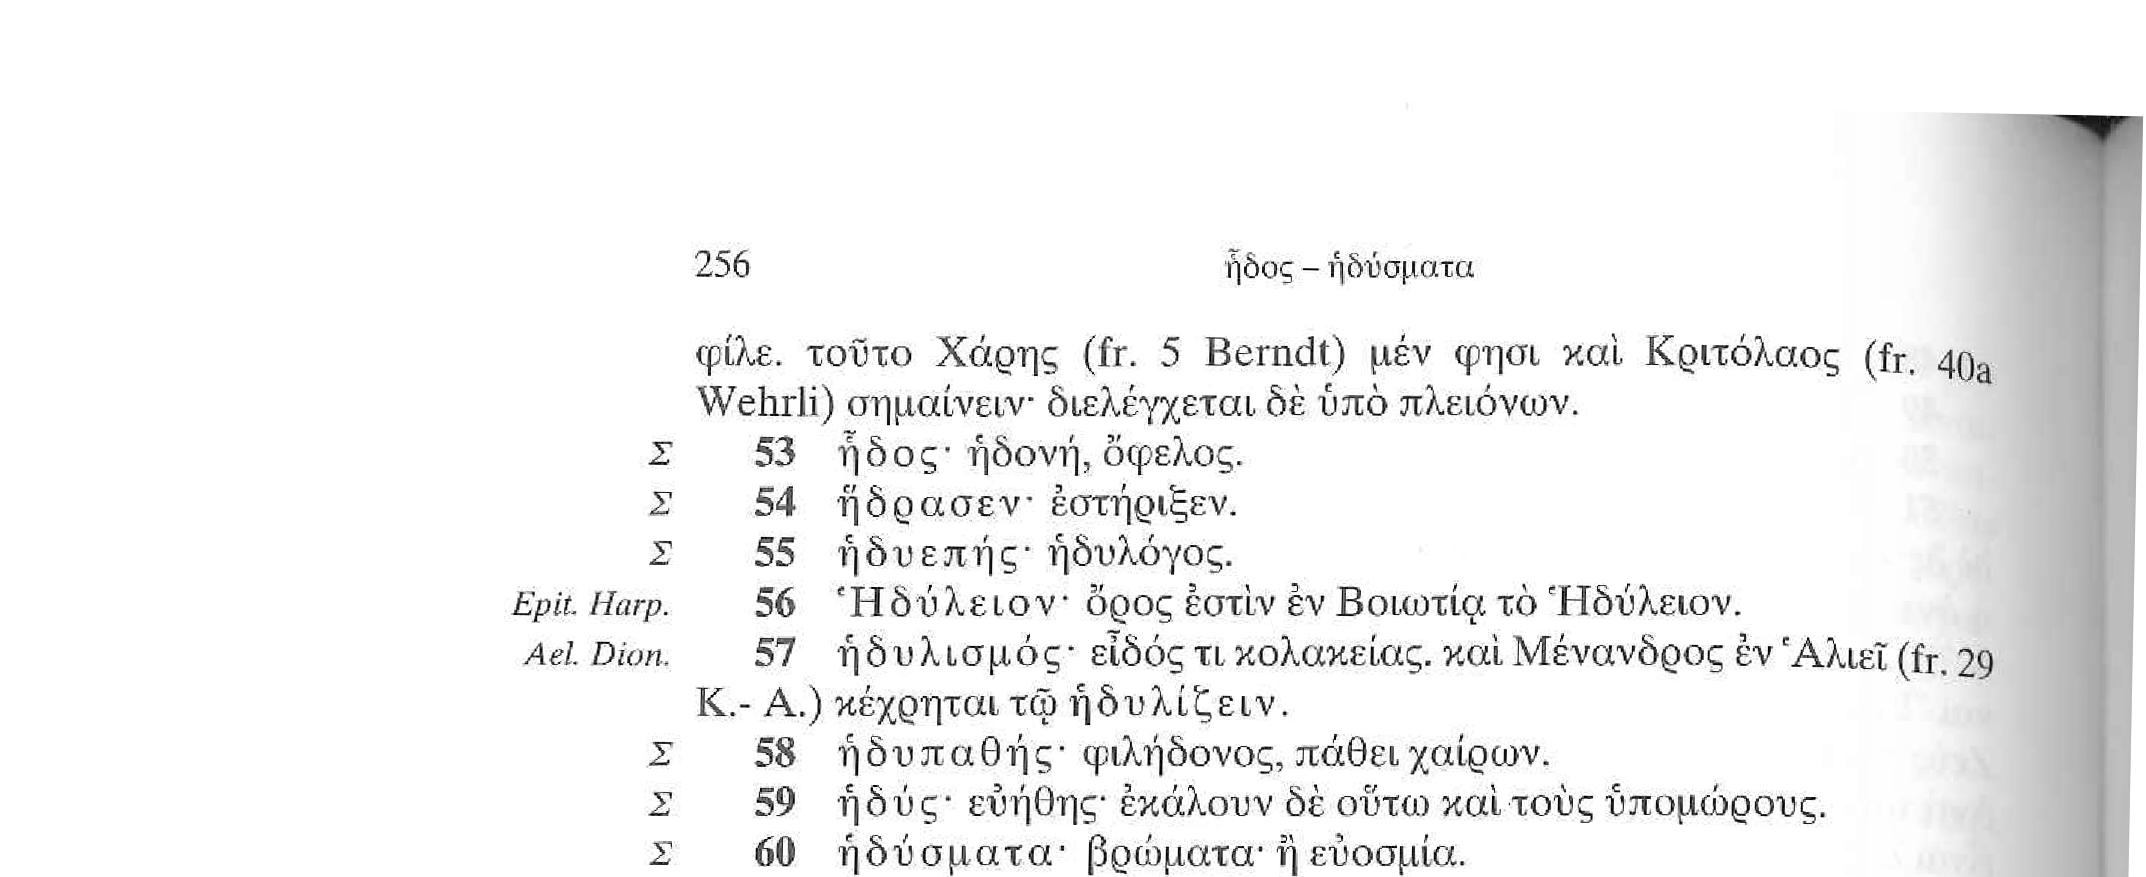 256 ἦδος – ἡδύσματα
φίλε. τοῦτο Χάρης (fr. 5 Berndt) μέν φησι καὶ Κριτόλαος (fr. 40a
Wehrli) σημαίνειν· διελέγχεται δὲ ὑπὸ πλειόνων.
Σ 53 ἦδος· ἡδονή, ὄφελος.
Σ 54 ἥδρασεν· ἐστήριξεν.
Σ 55 ἡδυεπής· ἡδυλόγος.
Epit. Harp. 56 Ἡδύλειον· ὄρος ἐστὶν ἐν Βοιωτίᾳ τὸ Ἡδύλειον.
Ael. Dion. 57 ἡδυλισμός· εἶδός τι κολακείας. καὶ Μένανδρος ἐν Ἁλιεῖ (fr. 29
K.- A.) κέχρηται τῷ ἡδυλίζειν.
Σ 58 ἡδυπαθής· φιλήδονος, πάθει χαίρων.
Σ 59 ἡδύς· εὐήθης· ἐκάλουν δὲ οὕτω καὶ τοὺς ὑπομώρους.
Σ 60 ἡδύσματα· βρώματα· ἢ εὐοσμία.